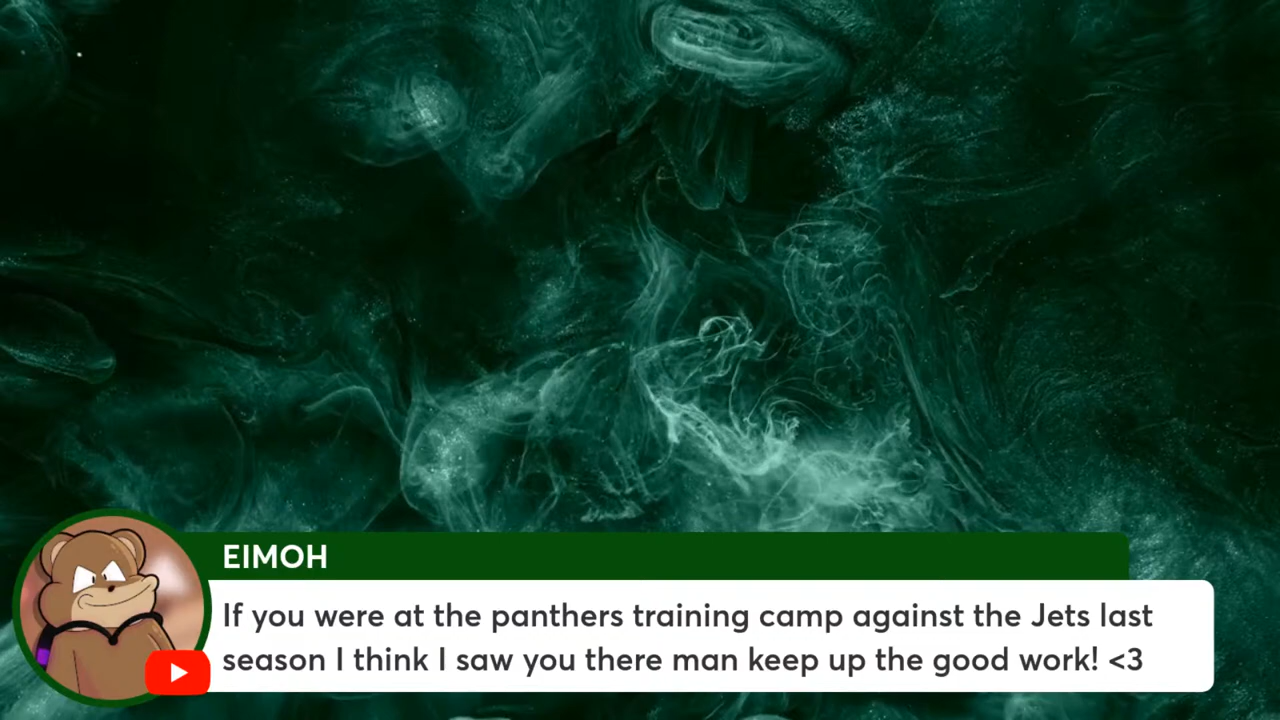 EIMOH
If you were at the panthers training camp against the Jets last
season I think I saw you there man keep up the good work! <3